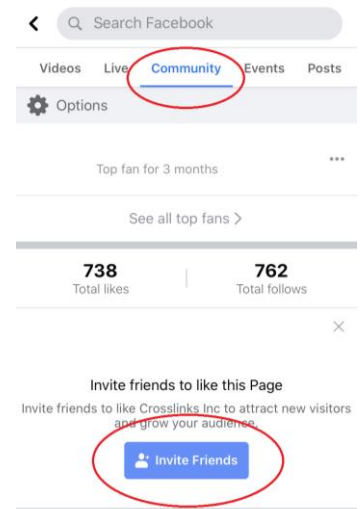 Search Facebook
Videos Live Community Events Posts
Options
Top fan for 3 months
See all top fans >
738 762
Total likes Total follows
Invite friends to like this Page
Invite friends to like Crosslinks Inc to attract new visitors
and grow your audience.
Invite Friends